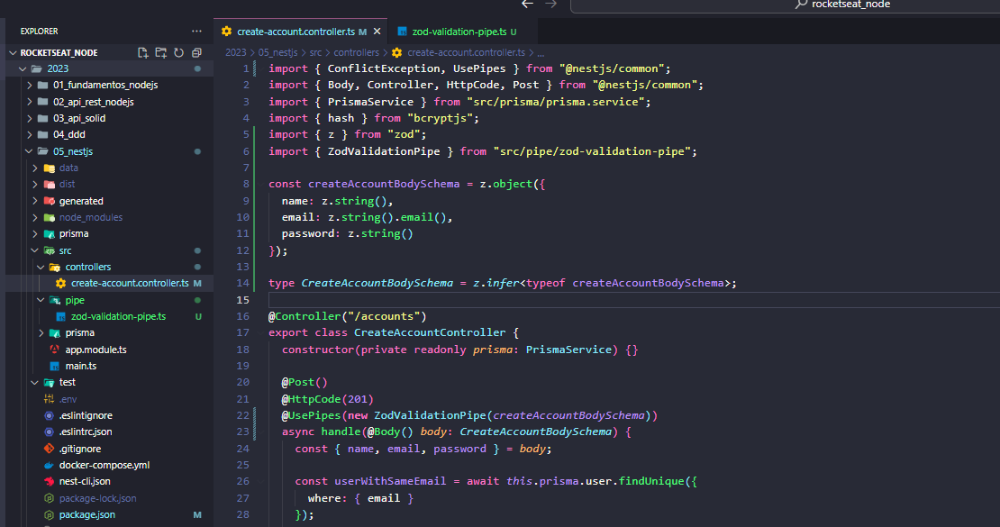 rocketseat_node
EXPLORER
ROCKETSEAT_NODE
2023
01_fundamentos_nodejs
02_api_rest_nodejs
03_api_solid
04_ddd
05_nestjs
data
dist
generated
node_modules
prisma
src
controllers
create-account.controller.ts M
pipe
zod-validation-pipe.ts U
prisma
app.module.ts
main.ts
test
.env
.eslintignore
.eslintrc.json
.gitignore
docker-compose.yml
nest-cli.json
package-lock.json
package.json M
create-account.controller.ts M
zod-validation-pipe.ts U
2023 > 05_nestjs > src > controllers > create-account.controller.ts > ...
1 import { ConflictException, UsePipes } from "@nestjs/common";
2 import { Body, Controller, HttpCode, Post } from "@nestjs/common";
3 import { PrismaService } from "src/prisma/prisma.service";
4 import { hash } from "bcryptjs";
5 import { z } from "zod";
6 import { ZodValidationPipe } from "src/pipe/zod-validation-pipe";
7
8 const createAccountBodySchema = z.object({
9 name: z.string(),
10 email: z.string().email(),
11 password: z.string()
12 });
13
14 type CreateAccountBodySchema = z.infer<typeof createAccountBodySchema>;
15
16 @Controller("/accounts")
17 export class CreateAccountController {
18 constructor(private readonly prisma: PrismaService) {}
19
20 @Post()
21 @HttpCode(201)
22 @UsePipes(new ZodValidationPipe(createAccountBodySchema))
23 async handle(@Body() body: CreateAccountBodySchema) {
24 const { name, email, password } = body;
25
26 const userWithSameEmail = await this.prisma.user.findUnique({
27 where: { email }
28 });